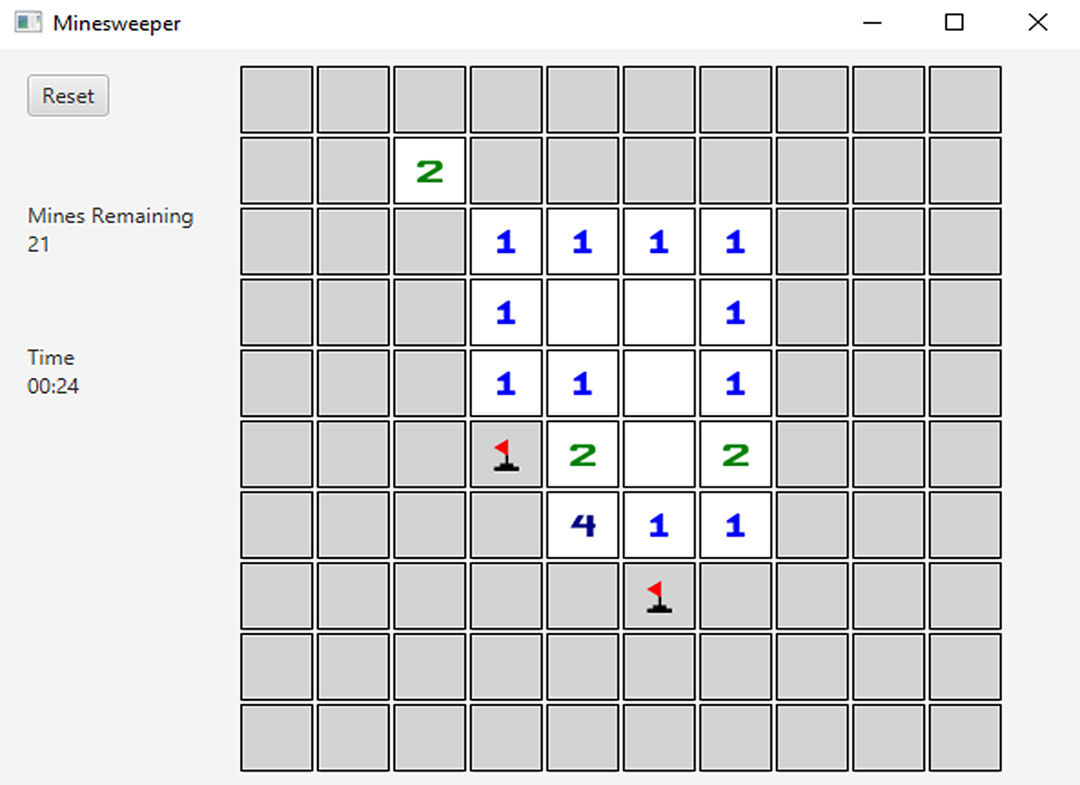 Minesweeper
Reset
Mines Remaining
21
Time
00:24
2
1 1 1 1
1 1
1 1 1
2 2
4 1 1